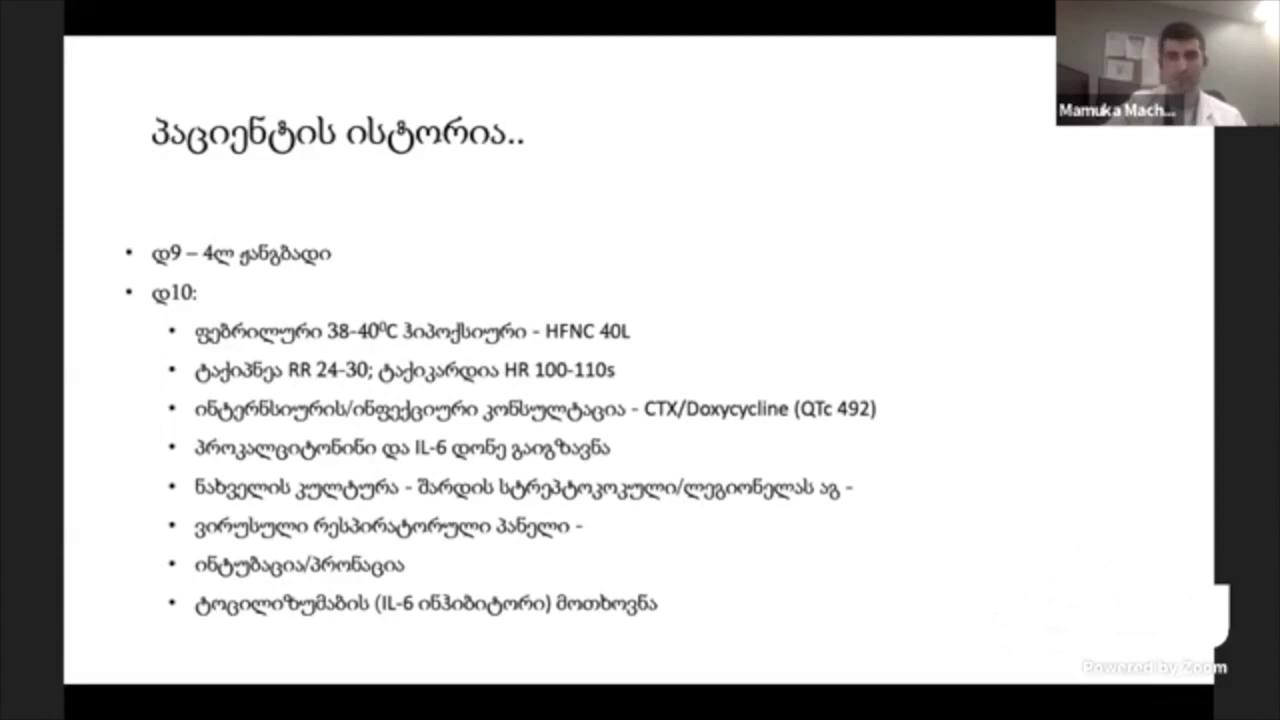 Mamuka Mach...
პაციენტის ისტორია..
• დ9 – 4ლ ჟანგბადი
• დ10:
• ფებრილური 38-40⁰C ჰიპოქსიური - HFNC 40L
• ტაქიპნეა RR 24-30; ტაქიკარდია HR 100-110s
• ინტერნსიურის/ინფექციური კონსულტაცია - CTX/Doxycycline (QTc 492)
• პროკალციტონინი და IL-6 დონე გაიგზავნა
• ნახველის კულტურა - შარდის სტრეპტოკოკული/ლეგიონელას აგ -
• ვირუსული რესპირატორული პანელი -
• ინტუბაცია/პრონაცია
• ტოცილიზუმაბის (IL-6 ინჰიბიტორი) მოთხოვნა
Powered by Zoom